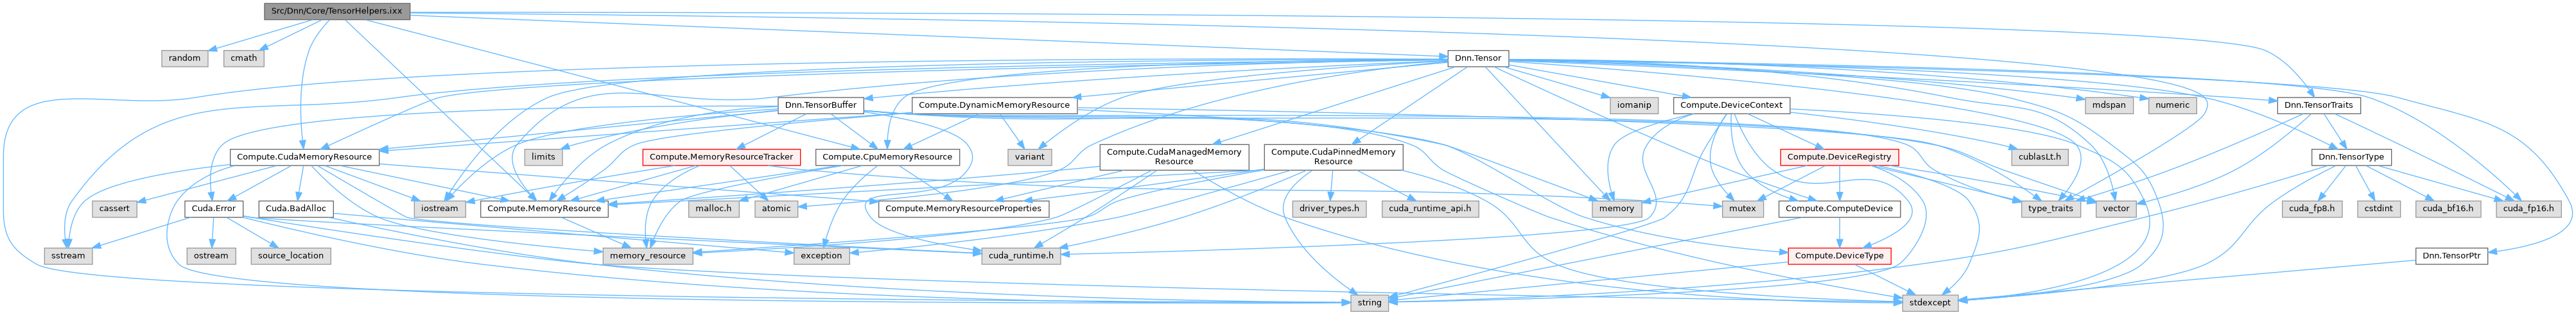 Src/Dnn/Core/TensorHelpers.ixx
random
cmath
Dnn.Tensor
Dnn.TensorBuffer
Compute.DynamicMemoryResource
iomanip
Compute.DeviceContext
mdspan
numeric
Dnn.TensorTraits
Compute.CudaMemoryResource
limits
Compute.MemoryResourceTracker
Compute.CpuMemoryResource
variant
Compute.CudaManagedMemory
Resource
Compute.CudaPinnedMemory
Resource
Compute.DeviceRegistry
cublasLt.h
Dnn.TensorType
cassert
Cuda.Error
Cuda.BadAlloc
iostream
Compute.MemoryResource
malloc.h
atomic
Compute.MemoryResourceProperties
driver_types.h
cuda_runtime_api.h
memory
mutex
Compute.ComputeDevice
type_traits
vector
cuda_fp8.h
cstdint
cuda_bf16.h
cuda_fp16.h
sstream
ostream
source_location
memory_resource
exception
cuda_runtime.h
Compute.DeviceType
Dnn.TensorPtr
string
stdexcept